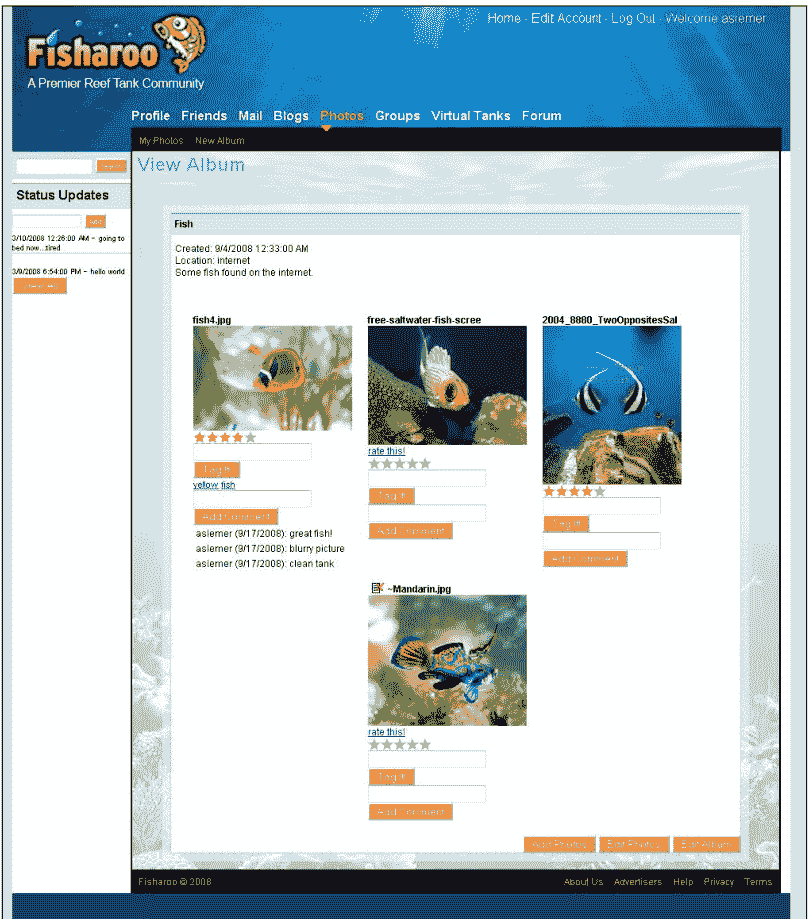 Home - Edit Account - Log Out - Welcome asiemer
Fisharoo
A Premier Reef Tank Community
Profile Friends Mail Blogs Photos Groups Virtual Tanks Forum
My Photos New Album
View Album
Status Updates
Add
3/10/2008 12:26:00 AM - going to
bed now...tired
3/9/2008 6:54:00 PM - hello world
Fish
Created: 9/4/2008 12:33:00 AM
Location: internet
Some fish found on the internet.
fish4.jpg
free-saltwater-fish-scree
2004_8880_TwoOppositesSal
rate this!
Tag It
yellow fish
Tag It
Tag It
Add Comment
Add Comment
Add Comment
asiemer (9/17/2008): great fish!
asiemer (9/17/2008): blurry picture
asiemer (9/17/2008): clean tank
~Mandarin.jpg
rate this!
Tag It
Add Comment
Add Photos Edit Photos Edit Album
Fisharoo © 2008
About Us Advertisers Help Privacy Terms